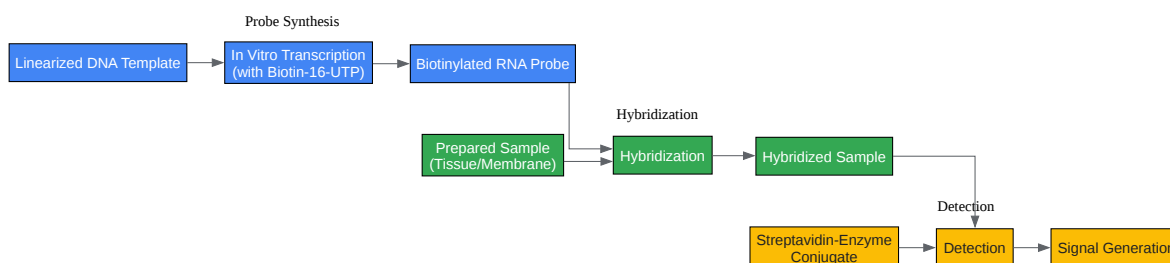 Probe Synthesis
Linearized DNA Template
In Vitro Transcription
(with Biotin-16-UTP)
Biotinylated RNA Probe
Hybridization
Prepared Sample
(Tissue/Membrane)
Hybridization
Hybridized Sample
Detection
Streptavidin-Enzyme
Conjugate
Detection
Signal Generation